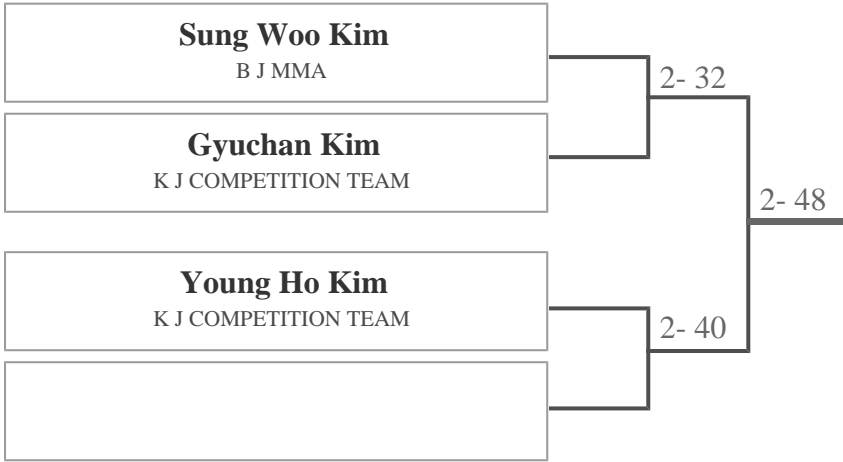 Sung Woo Kim
B J MMA
2- 32
Gyuchan Kim
K J COMPETITION TEAM
2- 48
Young Ho Kim
K J COMPETITION TEAM
2- 40